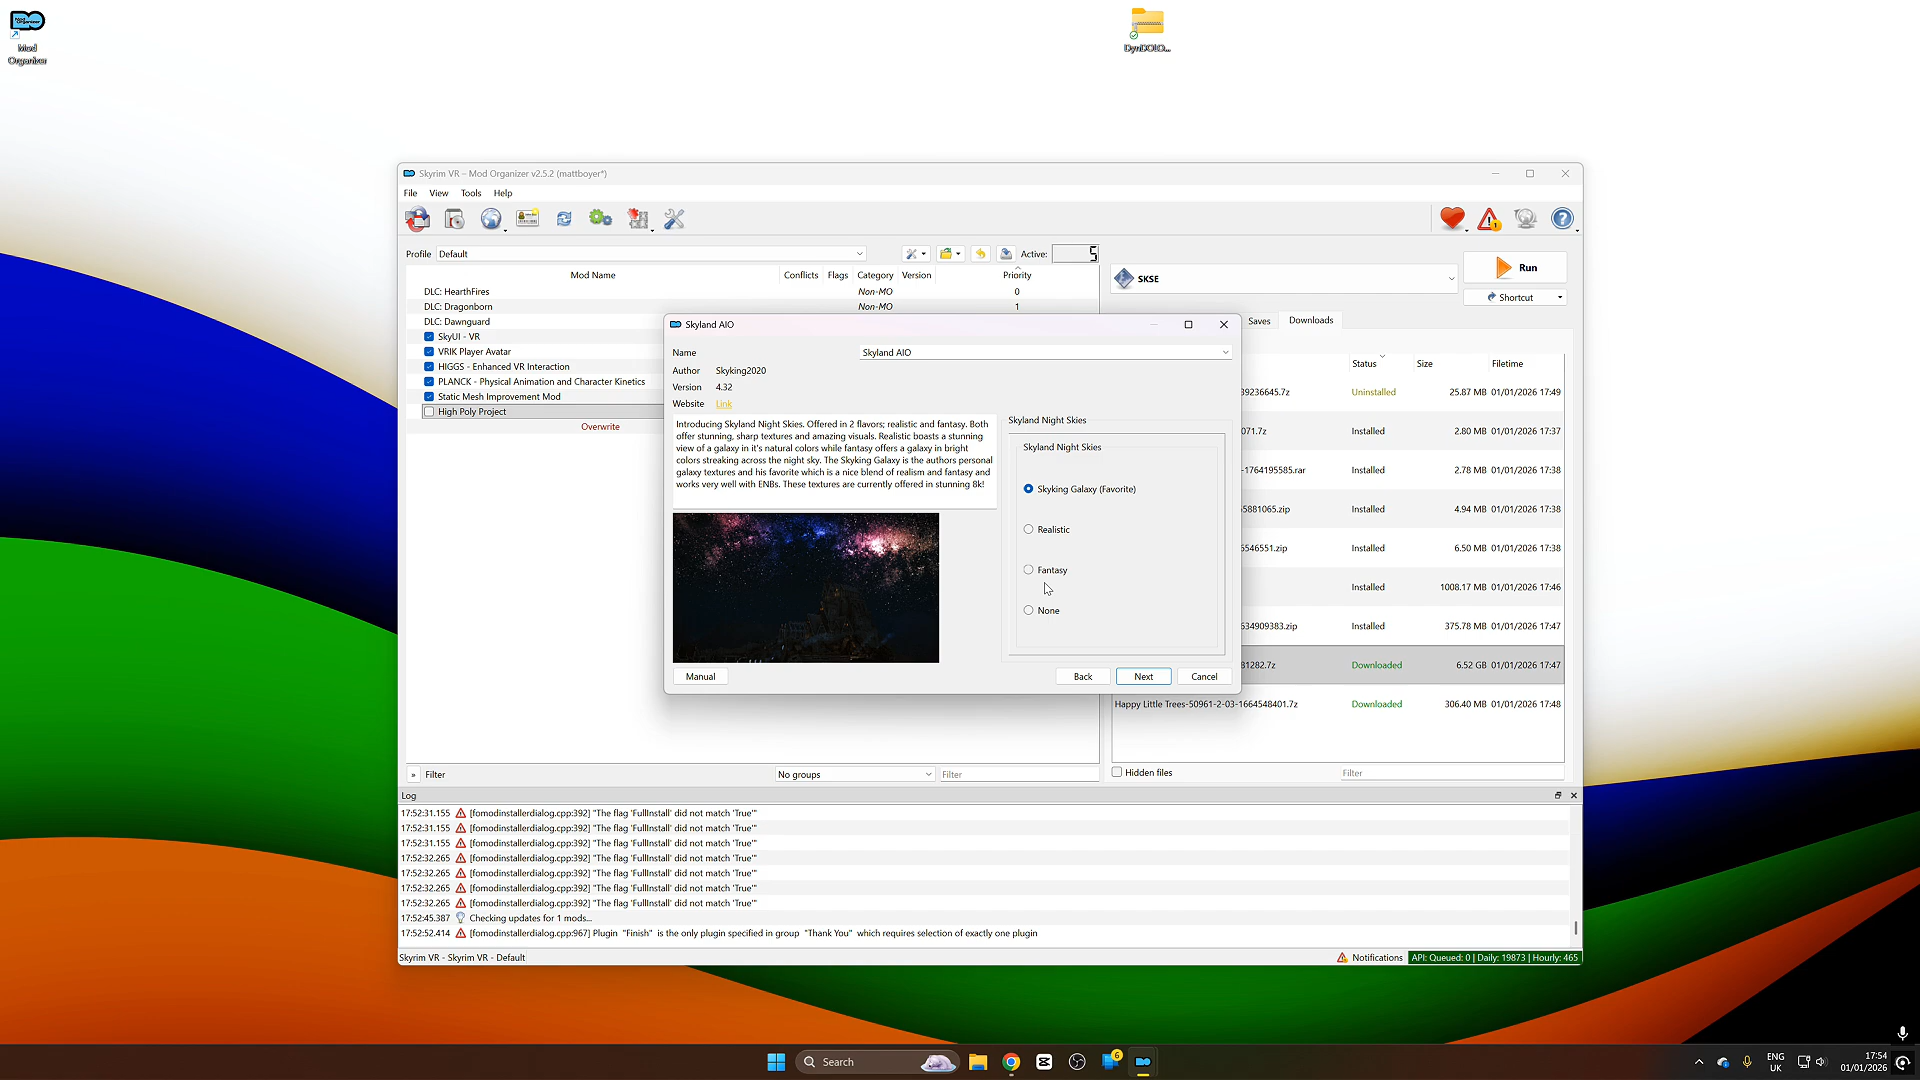 Mod
Organizer
DynDOLO...
Skyrim VR – Mod Organizer v2.5.2 (mattboyer*)
File View Tools Help
Profile Default Active: 5
Mod Name Conflicts Flags Category Version Priority
DLC: HearthFires Non-MO 0
DLC: Dragonborn Non-MO 1
DLC: Dawnguard
SkyUI - VR
VRIK Player Avatar
HIGGS - Enhanced VR Interaction
PLANCK - Physical Animation and Character Kinetics
Static Mesh Improvement Mod
High Poly Project
Overwrite
» Filter No groups Filter
SKSE
Run
Shortcut
Saves Downloads
Status Size Filetime
39236645.7z Uninstalled 25.87 MB 01/01/2026 17:49
071.7z Installed 2.80 MB 01/01/2026 17:37
-1764195585.rar Installed 2.78 MB 01/01/2026 17:38
5881065.zip Installed 4.94 MB 01/01/2026 17:38
5546551.zip Installed 6.50 MB 01/01/2026 17:38
Installed 1008.17 MB 01/01/2026 17:46
534909383.zip Installed 375.78 MB 01/01/2026 17:47
81282.7z Downloaded 6.52 GB 01/01/2026 17:47
Happy Little Trees-50961-2-03-1664548401.7z Downloaded 306.40 MB 01/01/2026 17:48
Hidden files Filter
Skyland AIO
Name Skyland AIO
Author Skyking2020
Version 4.32
Website Link
Introducing Skyland Night Skies. Offered in 2 flavors; realistic and fantasy. Both
offer stunning, sharp textures and amazing visuals. Realistic boasts a stunning
view of a galaxy in it's natural colors while fantasy offers a galaxy in bright
colors streaking across the night sky. The Skyking Galaxy is the authors personal
galaxy textures and his favorite which is a nice blend of realism and fantasy and
works very well with ENBs. These textures are currently offered in stunning 8k!
Skyland Night Skies
Skyland Night Skies
Skyking Galaxy (Favorite)
Realistic
Fantasy
None
Manual Back Next Cancel
Log
17:52:31.155 [fomodinstallerdialog.cpp:392] "The flag 'FullInstall' did not match 'True'"
17:52:31.155 [fomodinstallerdialog.cpp:392] "The flag 'FullInstall' did not match 'True'"
17:52:31.155 [fomodinstallerdialog.cpp:392] "The flag 'FullInstall' did not match 'True'"
17:52:32.265 [fomodinstallerdialog.cpp:392] "The flag 'FullInstall' did not match 'True'"
17:52:32.265 [fomodinstallerdialog.cpp:392] "The flag 'FullInstall' did not match 'True'"
17:52:32.265 [fomodinstallerdialog.cpp:392] "The flag 'FullInstall' did not match 'True'"
17:52:32.265 [fomodinstallerdialog.cpp:392] "The flag 'FullInstall' did not match 'True'"
17:52:45.387 Checking updates for 1 mods...
17:52:52.414 [fomodinstallerdialog.cpp:967] Plugin "Finish" is the only plugin specified in group "Thank You" which requires selection of exactly one plugin
Skyrim VR - Skyrim VR - Default Notifications API: Queued: 0 | Daily: 19873 | Hourly: 465
Search 6
ENG
UK
17:54
01/01/2026